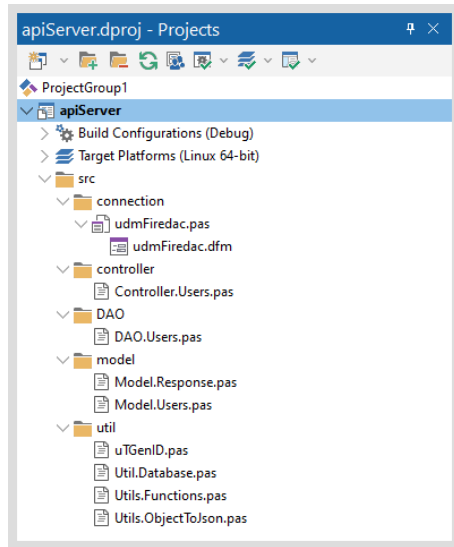 apiServer.dproj - Projects
ProjectGroup1
apiServer
Build Configurations (Debug)
Target Platforms (Linux 64-bit)
src
connection
udmFiredac.pas
udmFiredac.dfm
controller
Controller.Users.pas
DAO
DAO.Users.pas
model
Model.Response.pas
Model.Users.pas
util
uTGenID.pas
Util.Database.pas
Utils.Functions.pas
Utils.ObjectToJson.pas